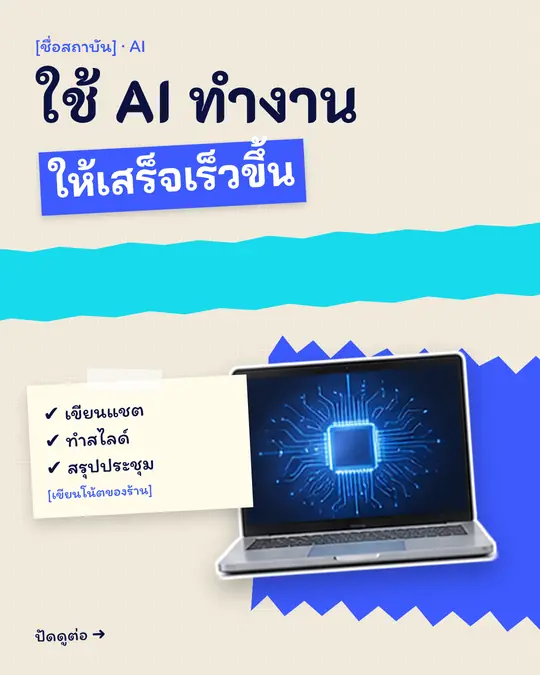 [ชื่อสถาบัน] · AI
ใช้ AI ทำงาน
ให้เสร็จเร็วขึ้น
✔ เขียนแชต
✔ ทำสไลด์
✔ สรุปประชุม
[เขียนโน้ตของร้าน]
ปัดดูต่อ ➜